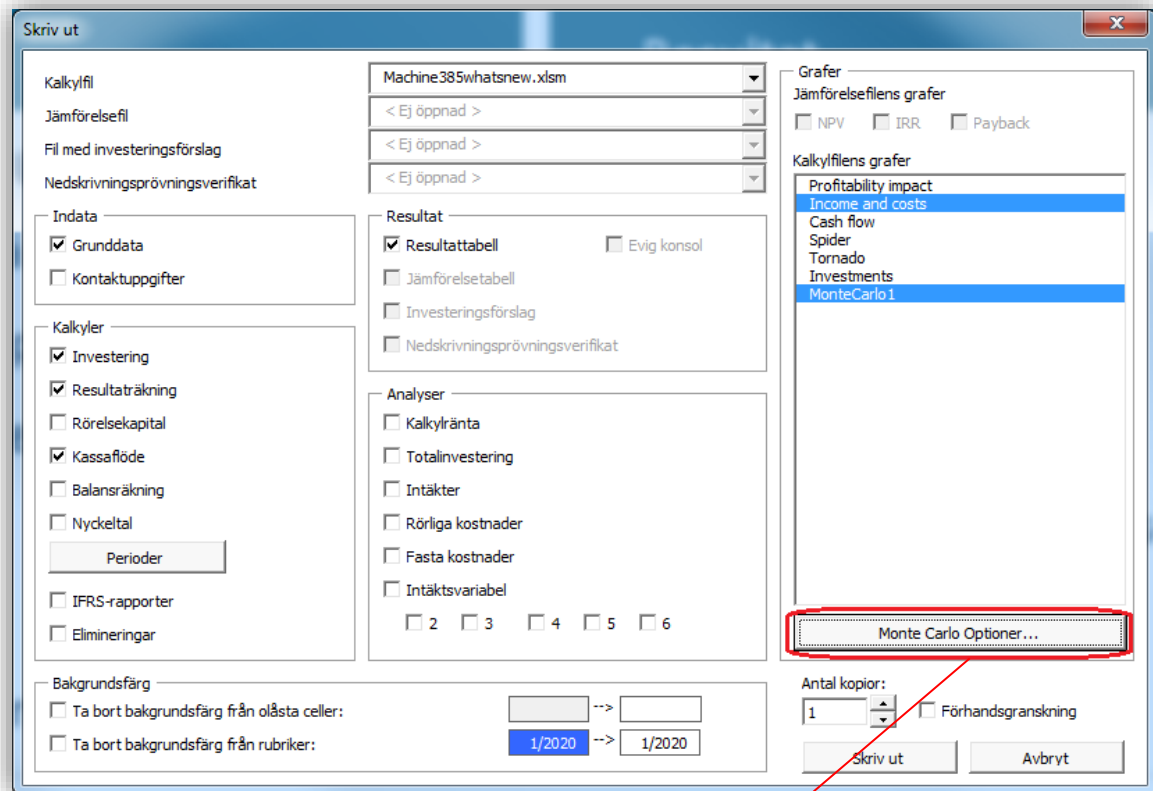 Skriv ut
Kalkylfil
Machine385whatsnew.xlsm
Jämförelsefil
< Ej öppnad >
Fil med investeringsförslag
< Ej öppnad >
Nedskrivningsprövningsverifikat
< Ej öppnad >
Indata
Grunddata
Kontaktuppgifter
Kalkyler
Investering
Resultaträkning
Rörelsekapital
Kassaflöde
Balansräkning
Nyckeltal
Perioder
IFRS-rapporter
Elimineringar
Resultat
Resultattabell Evig konsol
Jämförelsetabell
Investeringsförslag
Nedskrivningsprövningsverifikat
Analyser
Kalkylränta
Totalinvestering
Intäkter
Rörliga kostnader
Fasta kostnader
Intäktsvariabel
2 3 4 5 6
Grafer
Jämförelsefilens grafer
NPV IRR Payback
Kalkylfilens grafer
Profitability impact
Income and costs
Cash flow
Spider
Tornado
Investments
MonteCarlo1
Monte Carlo Optioner...
Bakgrundsfärg
Ta bort bakgrundsfärg från olåsta celler: -->
Ta bort bakgrundsfärg från rubriker: 1/2020 --> 1/2020
Antal kopior:
1 Förhandsgranskning
Skriv ut Avbryt